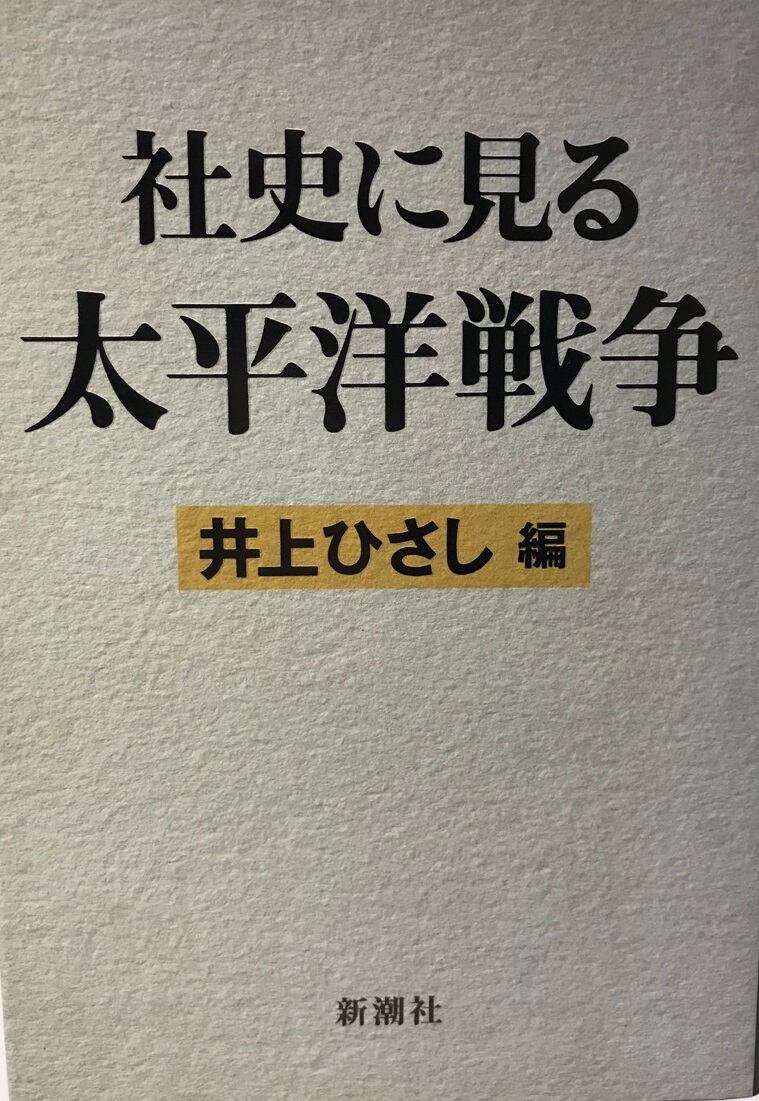 社史に見る
太平洋戦争
井上ひさし 編
新潮社